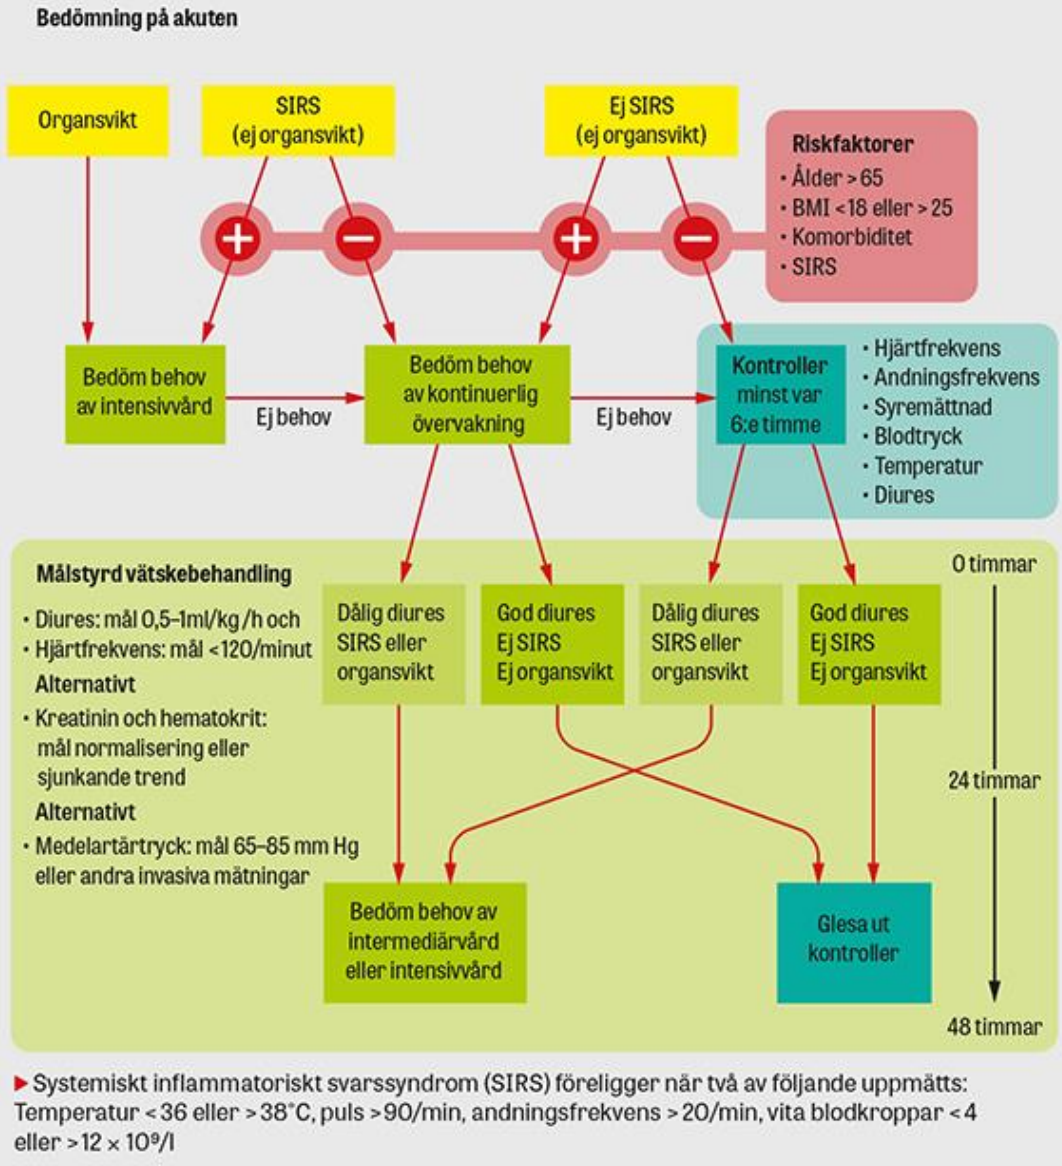 Bedömning på akuten
Organsvikt
SIRS
(ej organsvikt)
Ej SIRS
(ej organsvikt)
Riskfaktorer
• Ålder > 65
• BMI <18 eller > 25
• Komorbiditet
• SIRS
+
−
+
−
Bedöm behov
av intensivvård
Ej behov
Bedöm behov
av kontinuerlig
övervakning
Ej behov
Kontroller
minst var
6:e timme
• Hjärtfrekvens
• Andningsfrekvens
• Syremättnad
• Blodtryck
• Temperatur
• Diures
Målstyrd vätskebehandling
• Diures: mål 0,5–1ml/kg/h och
• Hjärtfrekvens: mål <120/minut
Alternativt
• Kreatinin och hematokrit:
mål normalisering eller
sjunkande trend
Alternativt
• Medelartärtryck: mål 65–85 mm Hg
eller andra invasiva mätningar
Dålig diures
SIRS eller
organsvikt
God diures
Ej SIRS
Ej organsvikt
Dålig diures
SIRS eller
organsvikt
God diures
Ej SIRS
Ej organsvikt
0 timmar
24 timmar
48 timmar
Bedöm behov av
intermediärvård
eller intensivvård
Glesa ut
kontroller
▶ Systemiskt inflammatoriskt svarssyndrom (SIRS) föreligger när två av följande uppmätts:
Temperatur <36 eller >38˚C, puls >90/min, andningsfrekvens >20/min, vita blodkroppar <4
eller >12 × 10⁹/l